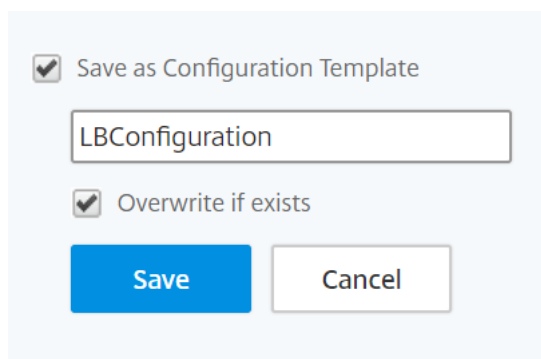 Save as Configuration Template
LBConfiguration
Overwrite if exists
Save Cancel